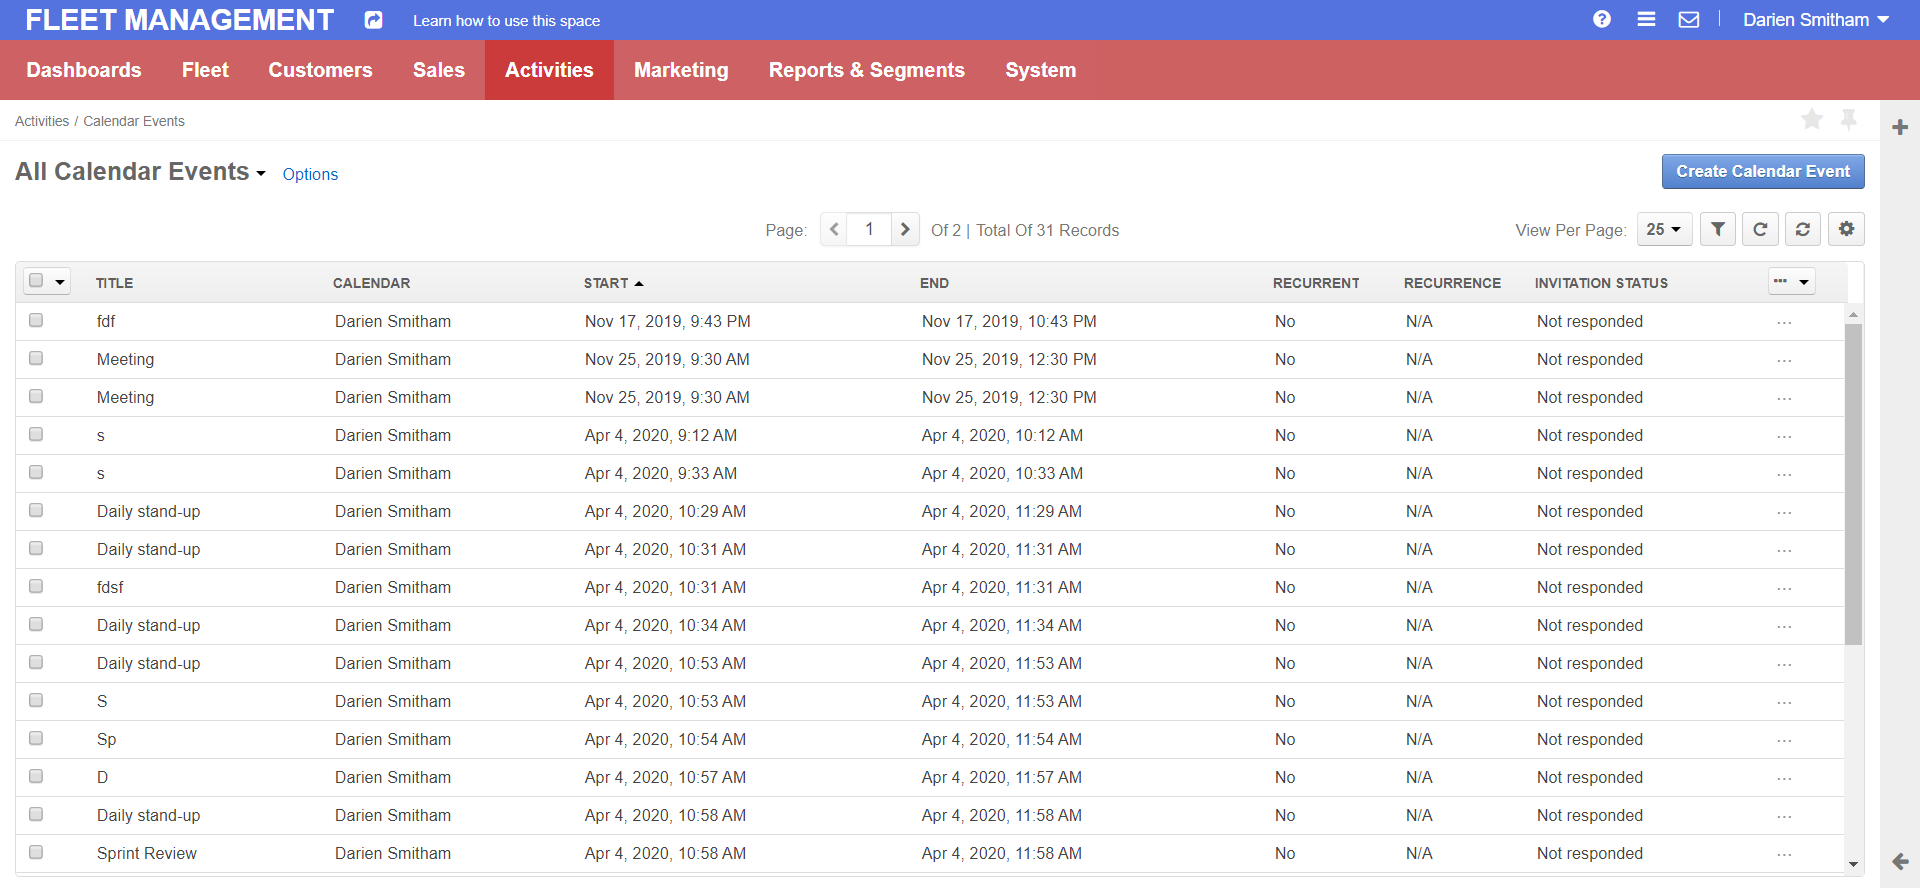 FLEET MANAGEMENT Learn how to use this space Darien Smitham
Dashboards Fleet Customers Sales Activities Marketing Reports & Segments System
Activities / Calendar Events
All Calendar Events Options Create Calendar Event
Page: 1 Of 2 | Total Of 31 Records View Per Page: 25
TITLE CALENDAR START END RECURRENT RECURRENCE INVITATION STATUS
fdf Darien Smitham Nov 17, 2019, 9:43 PM Nov 17, 2019, 10:43 PM No N/A Not responded ...
Meeting Darien Smitham Nov 25, 2019, 9:30 AM Nov 25, 2019, 12:30 PM No N/A Not responded ...
Meeting Darien Smitham Nov 25, 2019, 9:30 AM Nov 25, 2019, 12:30 PM No N/A Not responded ...
s Darien Smitham Apr 4, 2020, 9:12 AM Apr 4, 2020, 10:12 AM No N/A Not responded ...
s Darien Smitham Apr 4, 2020, 9:33 AM Apr 4, 2020, 10:33 AM No N/A Not responded ...
Daily stand-up Darien Smitham Apr 4, 2020, 10:29 AM Apr 4, 2020, 11:29 AM No N/A Not responded ...
Daily stand-up Darien Smitham Apr 4, 2020, 10:31 AM Apr 4, 2020, 11:31 AM No N/A Not responded ...
fdsf Darien Smitham Apr 4, 2020, 10:31 AM Apr 4, 2020, 11:31 AM No N/A Not responded ...
Daily stand-up Darien Smitham Apr 4, 2020, 10:34 AM Apr 4, 2020, 11:34 AM No N/A Not responded ...
Daily stand-up Darien Smitham Apr 4, 2020, 10:53 AM Apr 4, 2020, 11:53 AM No N/A Not responded ...
S Darien Smitham Apr 4, 2020, 10:53 AM Apr 4, 2020, 11:53 AM No N/A Not responded ...
Sp Darien Smitham Apr 4, 2020, 10:54 AM Apr 4, 2020, 11:54 AM No N/A Not responded ...
D Darien Smitham Apr 4, 2020, 10:57 AM Apr 4, 2020, 11:57 AM No N/A Not responded ...
Daily stand-up Darien Smitham Apr 4, 2020, 10:58 AM Apr 4, 2020, 11:58 AM No N/A Not responded ...
Sprint Review Darien Smitham Apr 4, 2020, 10:58 AM Apr 4, 2020, 11:58 AM No N/A Not responded ...